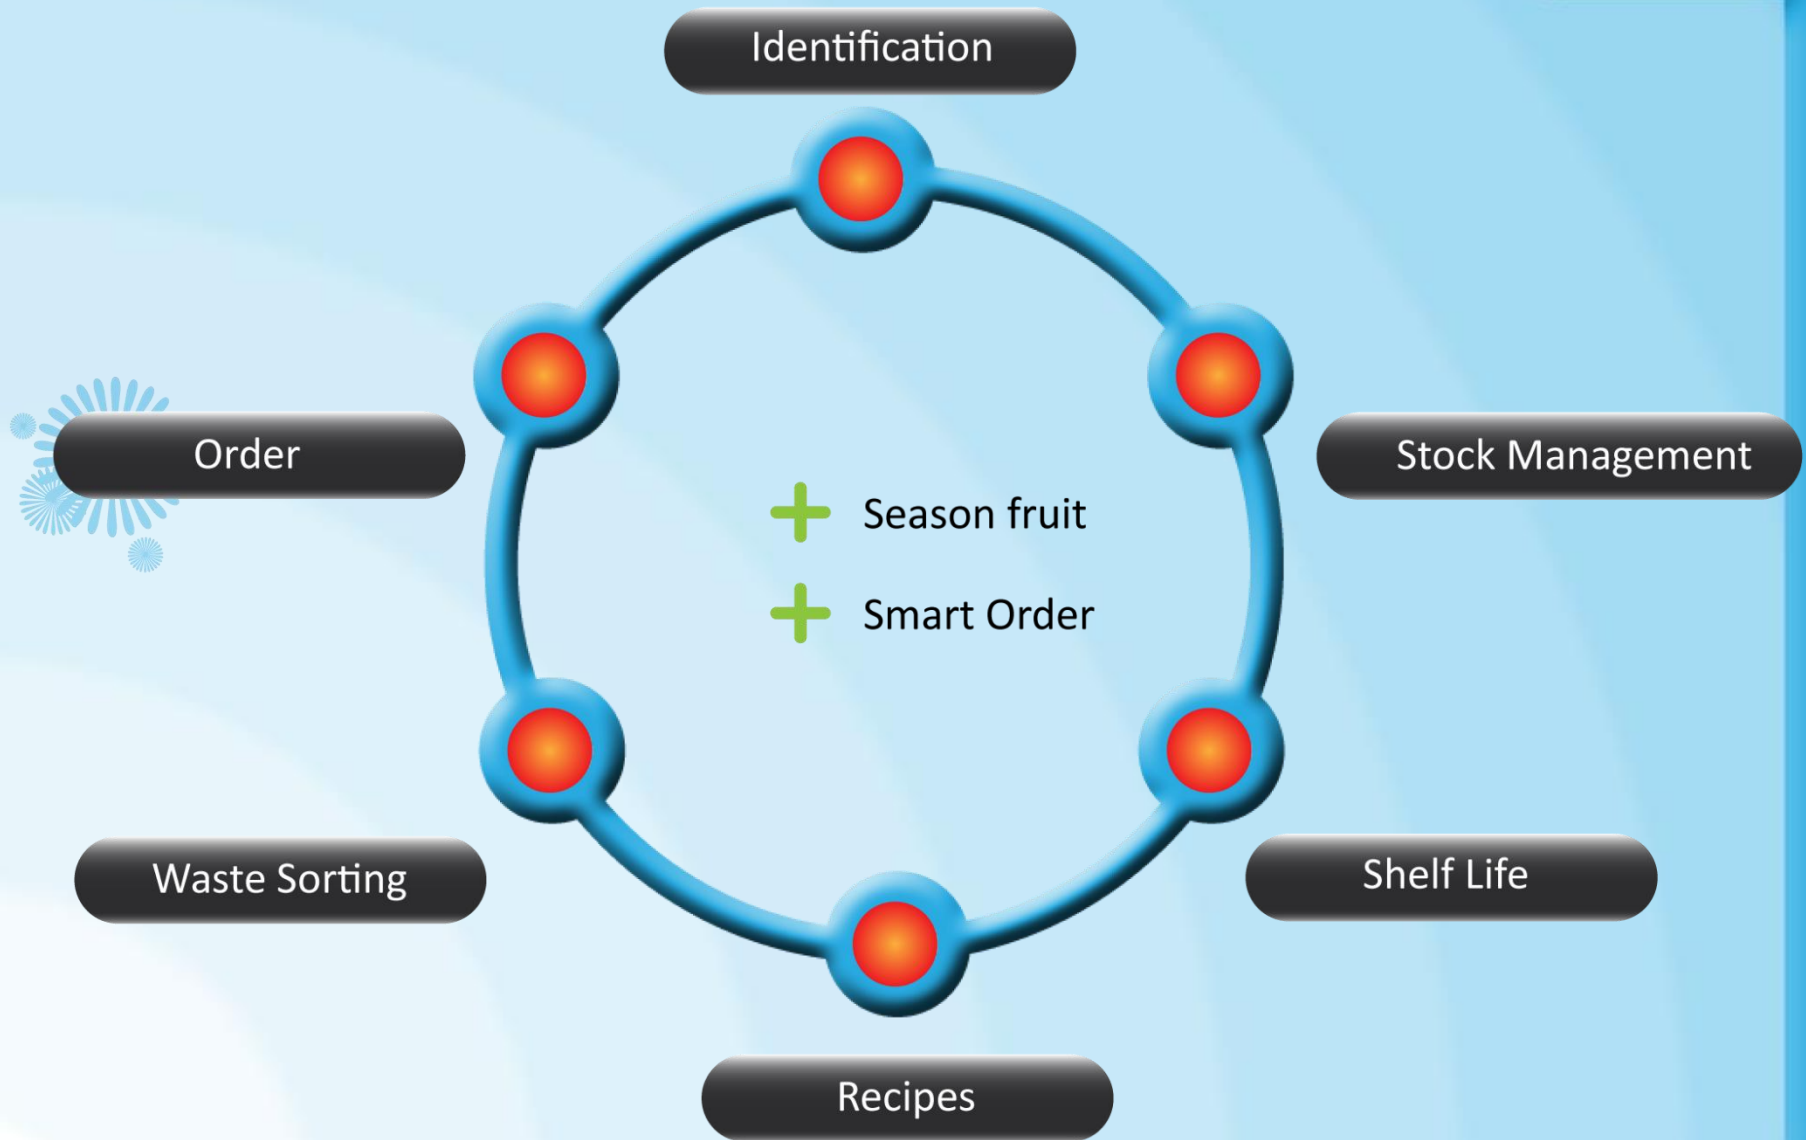 Identification
Order
Stock Management
Season fruit
Smart Order
Waste Sorting
Shelf Life
Recipes